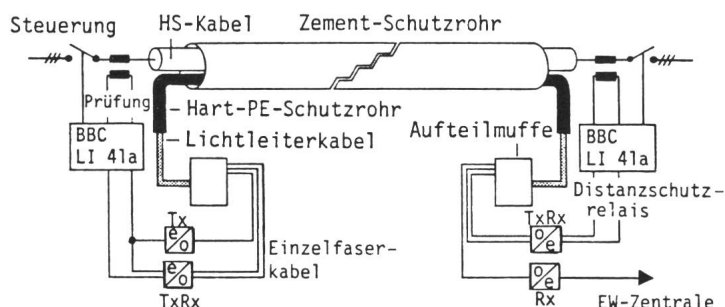 Steuerung
HS-Kabel
Zement-Schutzrohr
Prüfung
Hart-PE-Schutzrohr
Lichtleiterkabel
Aufteilmuffe
BBC
LI 41a
BBC
LI 41a
Distanzschutz-
relais
Tx
e/o
e/o
TxRx
Einzelfaser-
kabel
TxRx
o/e
o/e
Rx
EW-Zentrale